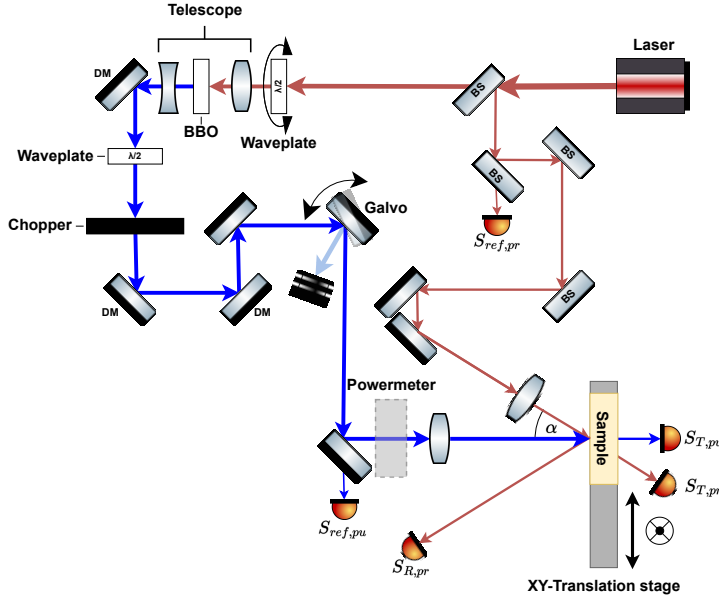 Telescope
Laser
DM
λ/2
BS
BBO
Waveplate
Waveplate
λ/2
BS
BS
Chopper
Galvo
S_{ref,pr}
DM
DM
BS
Powermeter
α
Sample
S_{T,pu}
S_{T,pr}
S_{ref,pu}
S_{R,pr}
XY-Translation stage